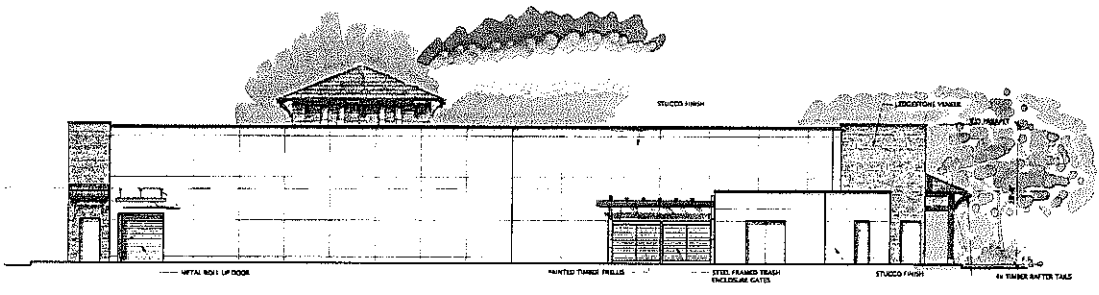 STUCCO FINISH
LEDGESTONE VENEER
METAL ROLL UP DOOR
PAINTED TIMBER TRELLIS
STEEL FRAMED TRASH
ENCLOSURE GATES
STUCCO FINISH
4x TIMBER RAFTER TAILS